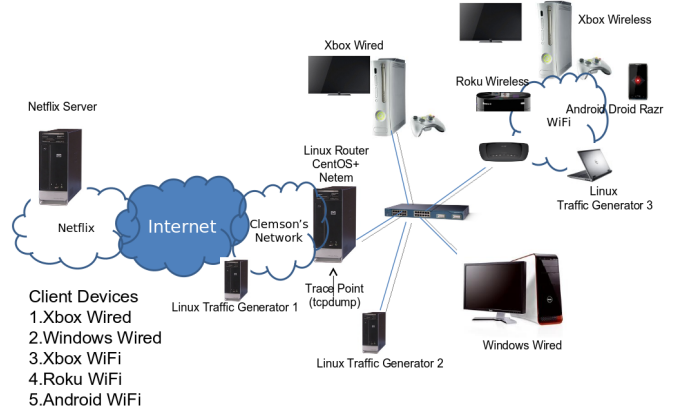 Xbox Wireless
Xbox Wired
Roku Wireless
Netflix Server
Android Droid Razr
WiFi
Linux Router
CentOS+
Netem
Linux
Traffic Generator 3
Netflix
Internet
Clemson's
Network
Trace Point
(tcpdump)
Linux Traffic Generator 1
Client Devices
1.Xbox Wired
2.Windows Wired
3.Xbox WiFi
4.Roku WiFi
5.Android WiFi
Windows Wired
Linux Traffic Generator 2